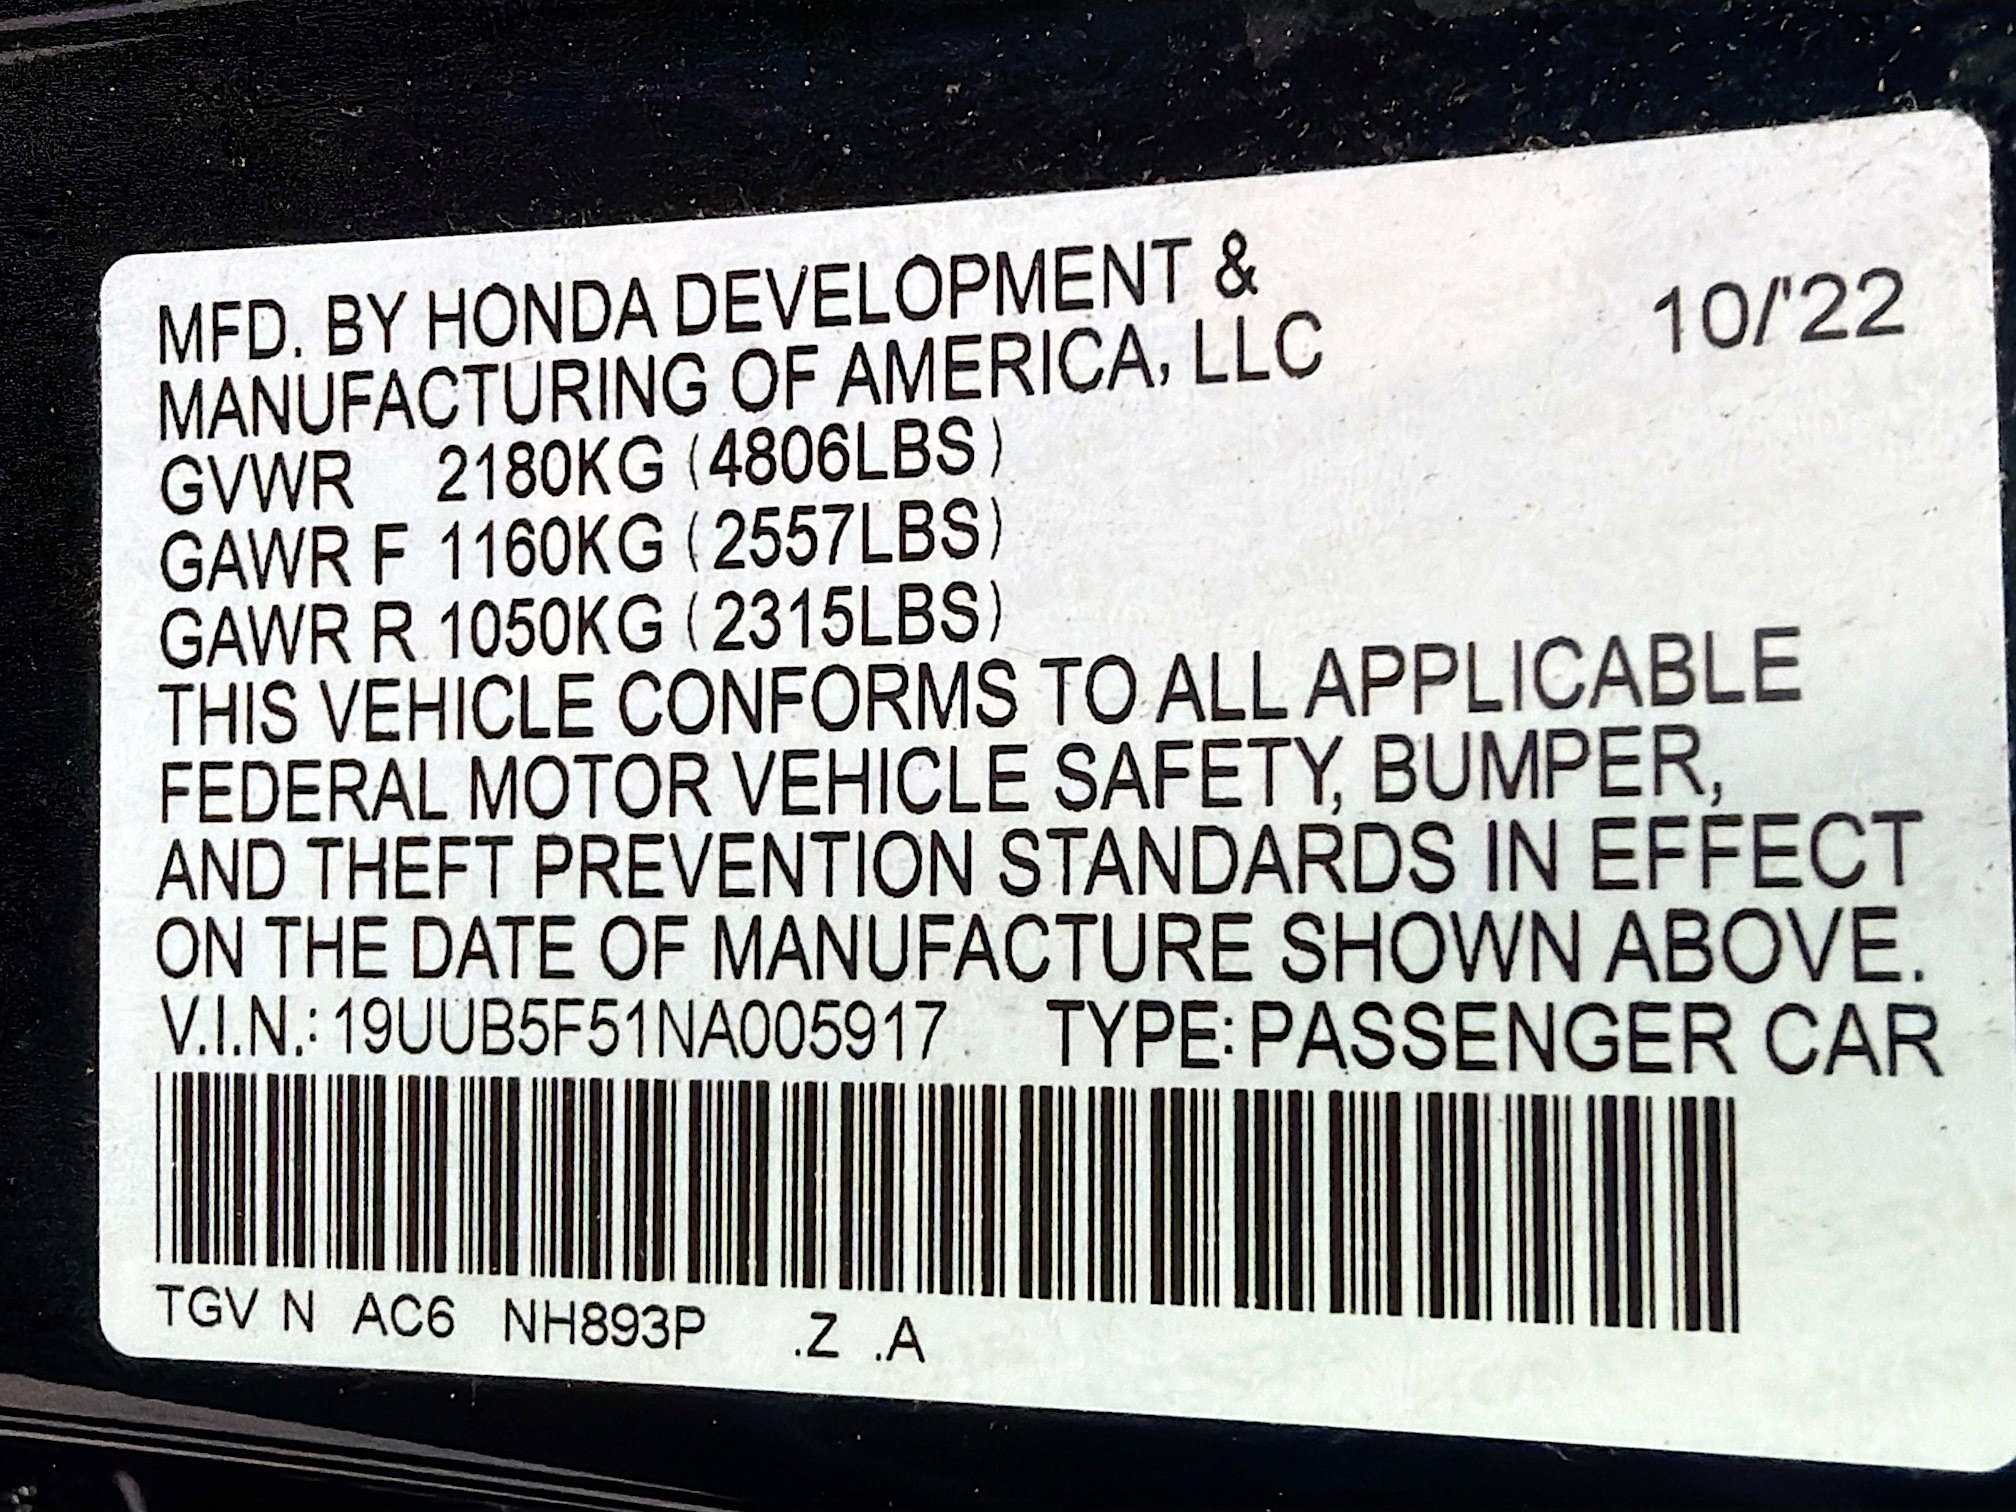 MFD. BY HONDA DEVELOPMENT &
MANUFACTURING OF AMERICA, LLC
10/'22
GVWR 2180KG (4806LBS)
GAWR F 1160KG (2557LBS)
GAWR R 1050KG (2315LBS)
THIS VEHICLE CONFORMS TO ALL APPLICABLE
FEDERAL MOTOR VEHICLE SAFETY, BUMPER,
AND THEFT PREVENTION STANDARDS IN EFFECT
ON THE DATE OF MANUFACTURE SHOWN ABOVE.
V.I.N.: 19UUB5F51NA005917 TYPE: PASSENGER CAR
TGV N AC6 NH893P .Z .A